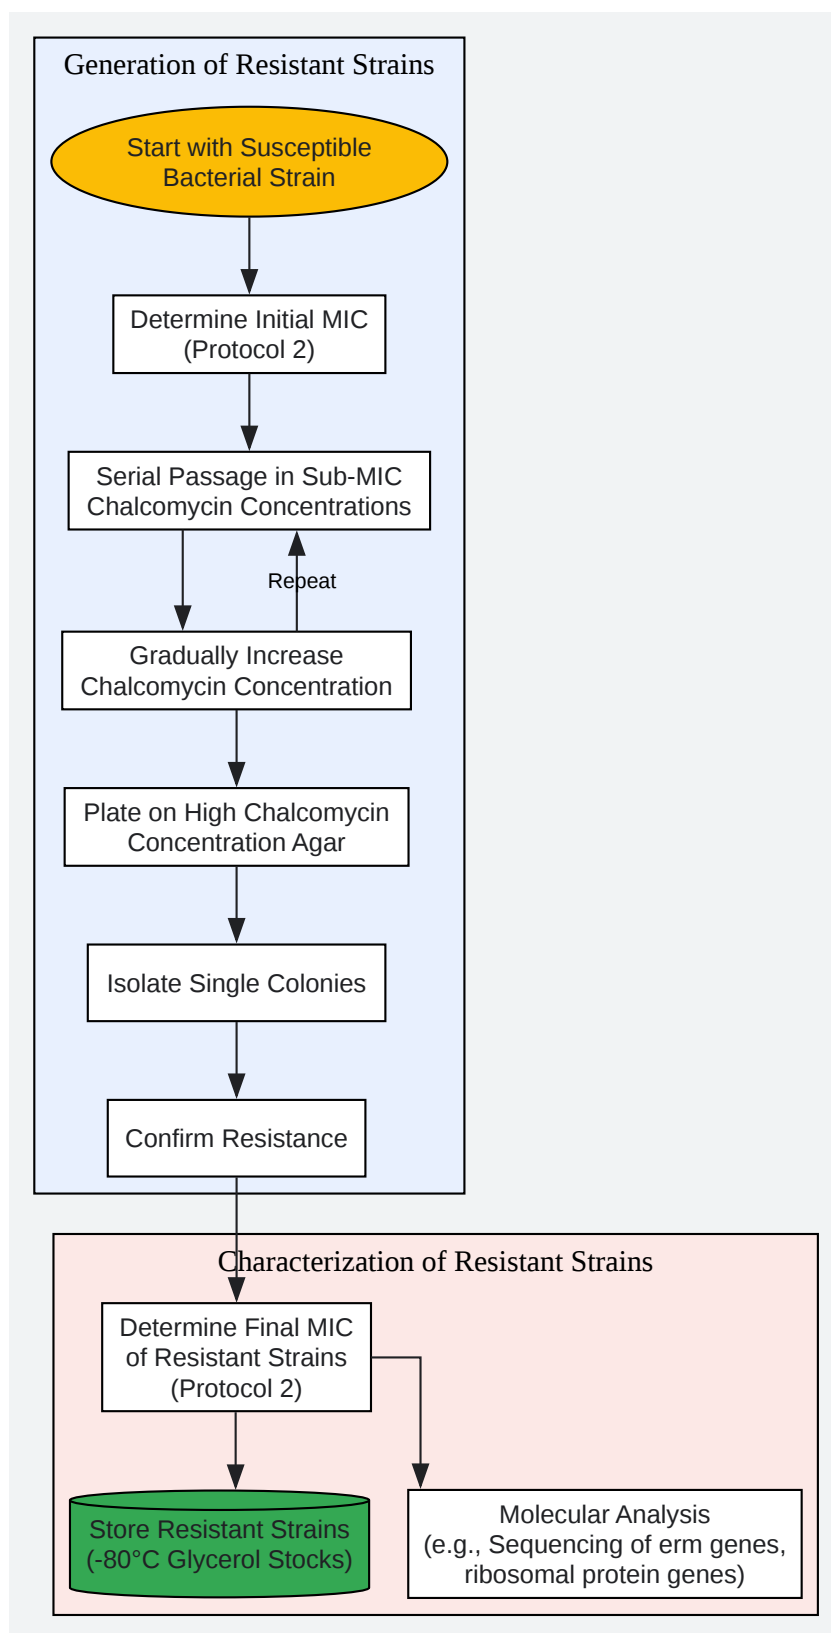 Generation of Resistant Strains
Start with Susceptible
Bacterial Strain
Determine Initial MIC
(Protocol 2)
Serial Passage in Sub-MIC
Chalcomycin Concentrations
Repeat
Gradually Increase
Chalcomycin Concentration
Plate on High Chalcomycin
Concentration Agar
Isolate Single Colonies
Confirm Resistance
Characterization of Resistant Strains
Determine Final MIC
of Resistant Strains
(Protocol 2)
Store Resistant Strains
(-80°C Glycerol Stocks)
Molecular Analysis
(e.g., Sequencing of erm genes,
ribosomal protein genes)